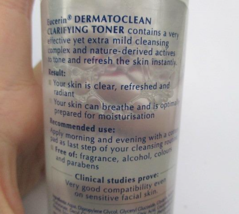 Eucerin® DERMATOCLEAN
CLARIFYING TONER contains a very
effective yet extra mild cleansing
complex and nature-derived actives
to tone and refresh the skin instantly.
Result:
Your skin is clear, refreshed and
radiant
Your skin can breathe and is optimally
prepared for moisturisation
Recommended use:
Apply morning and evening with a cotton
pad as last step of your cleansing
free of: fragrance, alcohol,
and parabens
Clinical studies prove:
Very good compatibility even
on sensitive facial skin